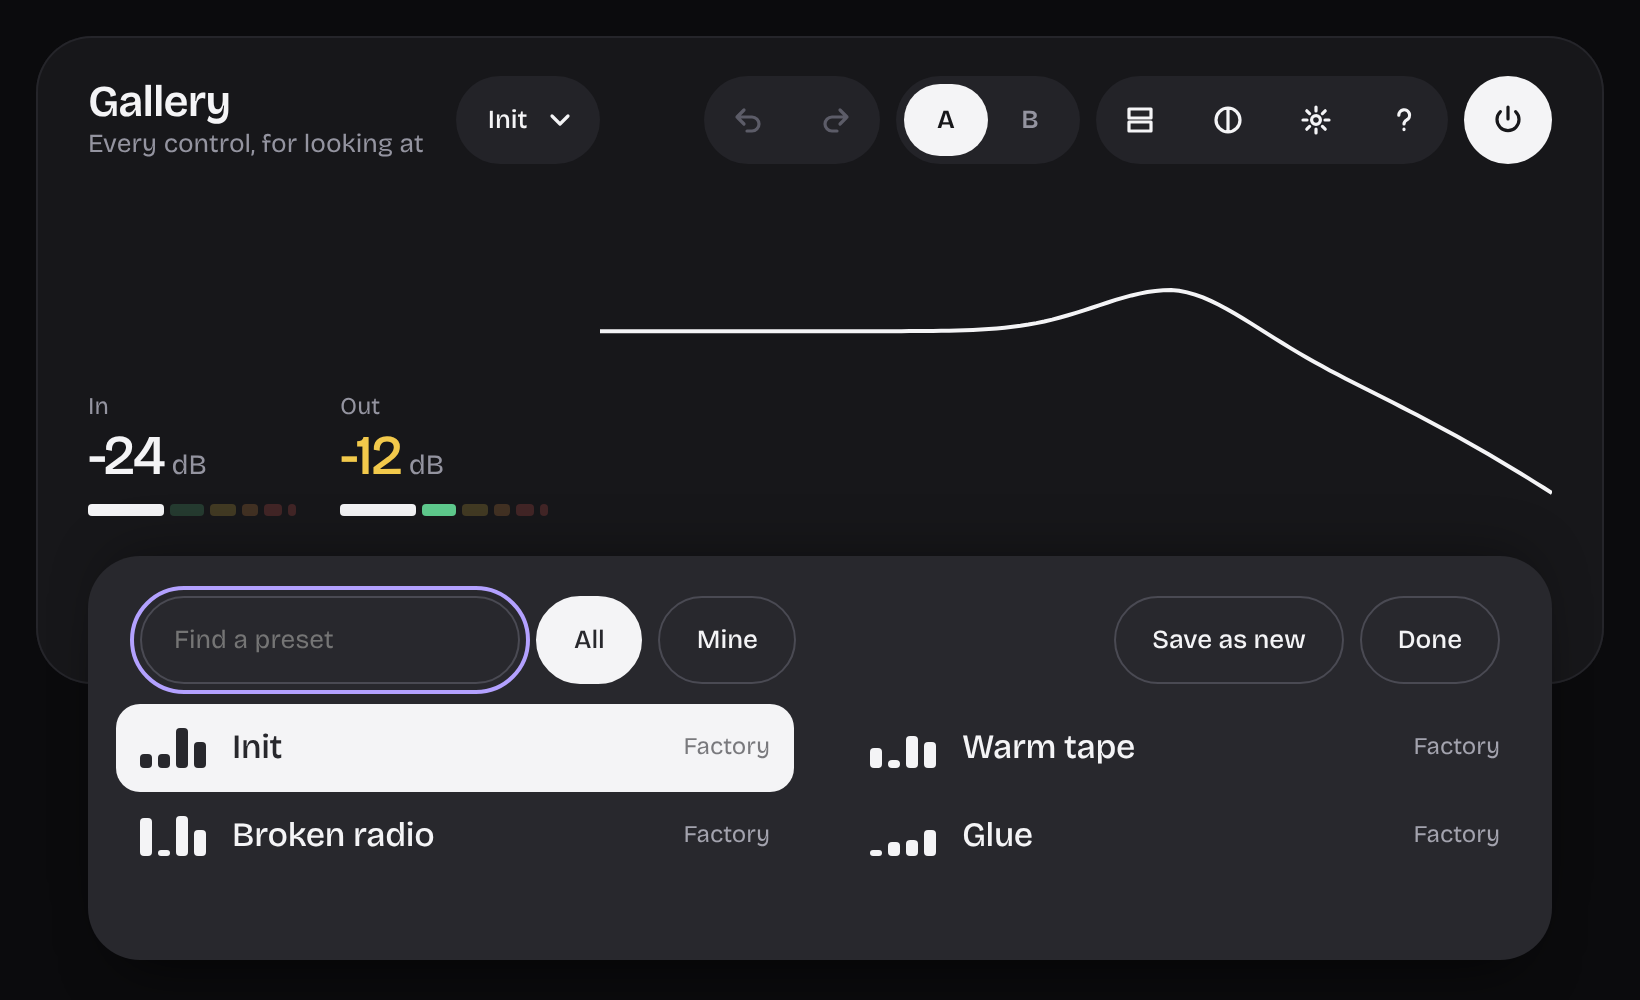 Gallery
Every control, for looking at
Init
A
B
?
In
-24 dB
Out
-12 dB
Find a preset
All
Mine
Save as new
Done
Init
Factory
Warm tape
Factory
Broken radio
Factory
Glue
Factory